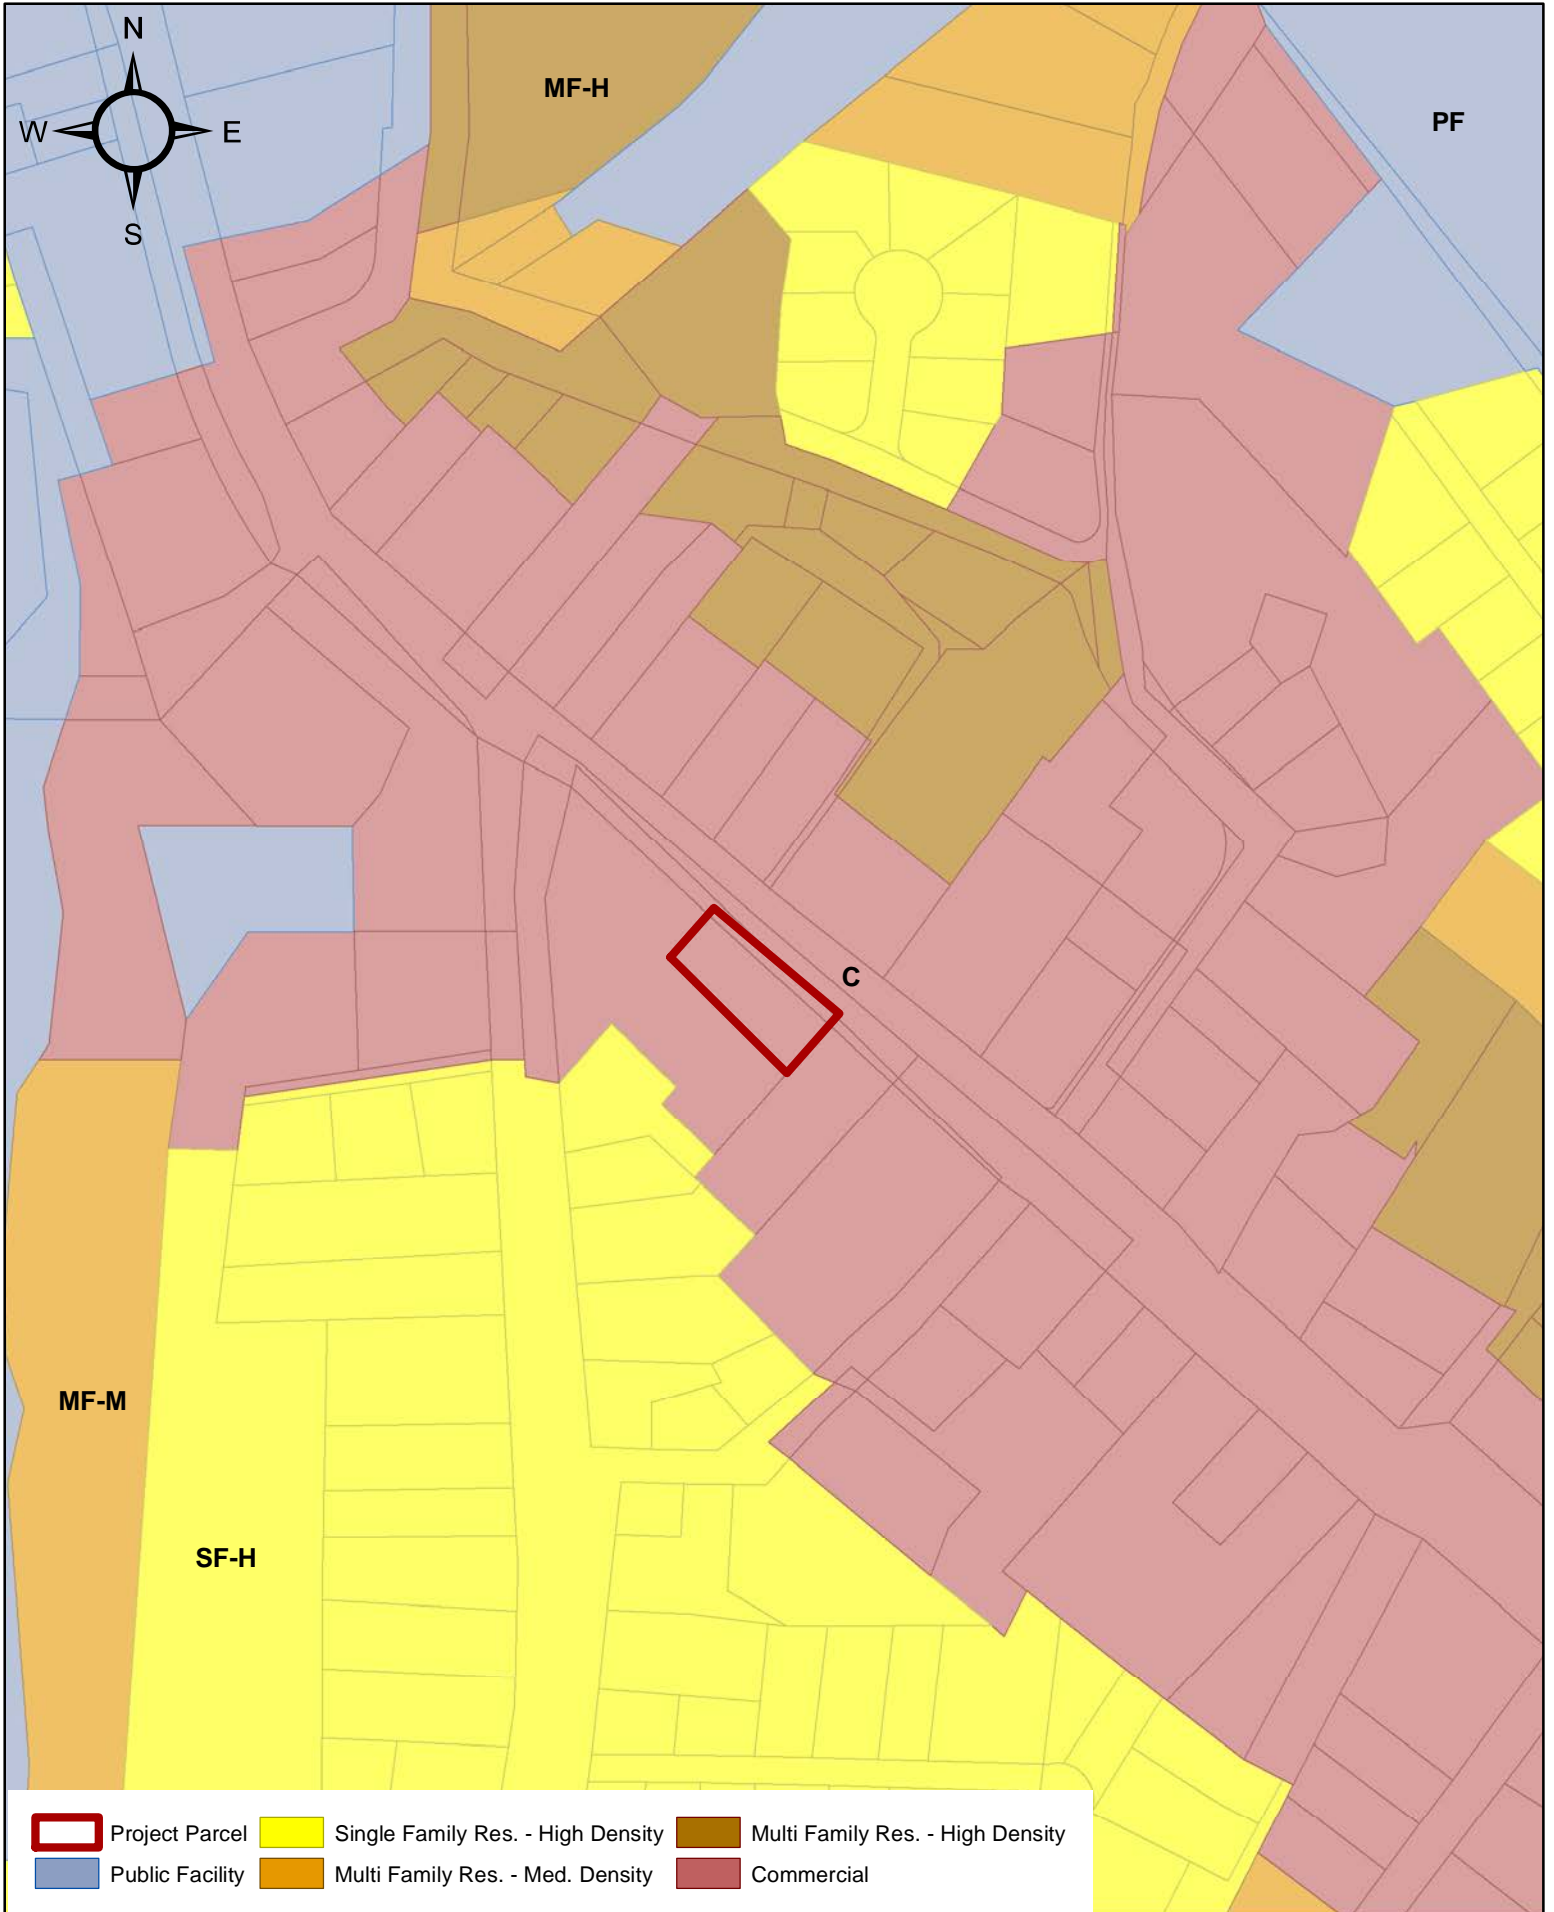 N
MF-H
PF
W
E
S
C
MF-M
SF-H
Project Parcel
Single Family Res. - High Density
Multi Family Res. - High Density
Public Facility
Multi Family Res. - Med. Density
Commercial